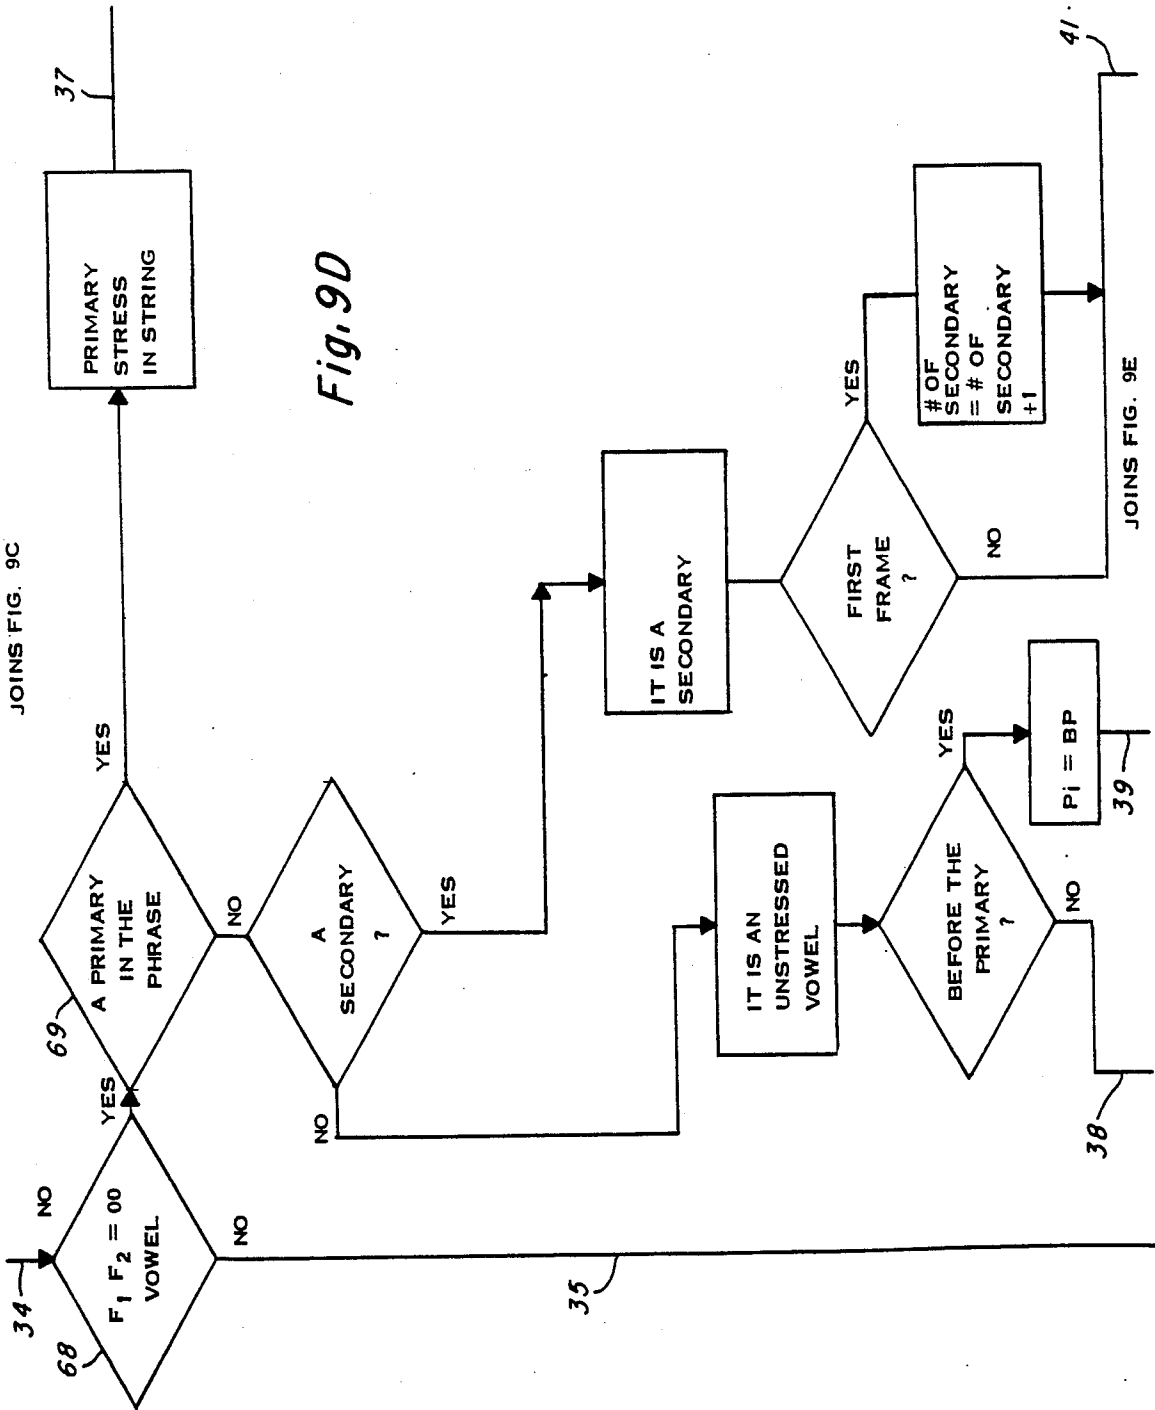 JOINS FIG. 9C
34
NO
68
F₁ F₂ = 00
VOWEL
YES
NO
35
69
A PRIMARY
IN THE
PHRASE
YES
NO
PRIMARY
STRESS
IN STRING
37
A
SECONDARY
?
YES
NO
Fig. 9D
IT IS A
SECONDARY
FIRST
FRAME
?
YES
NO
# OF
SECONDARY
= # OF
SECONDARY
+1
41
IT IS AN
UNSTRESSED
VOWEL
BEFORE THE
PRIMARY
?
YES
NO
Pi = BP
38
39
JOINS FIG. 9E